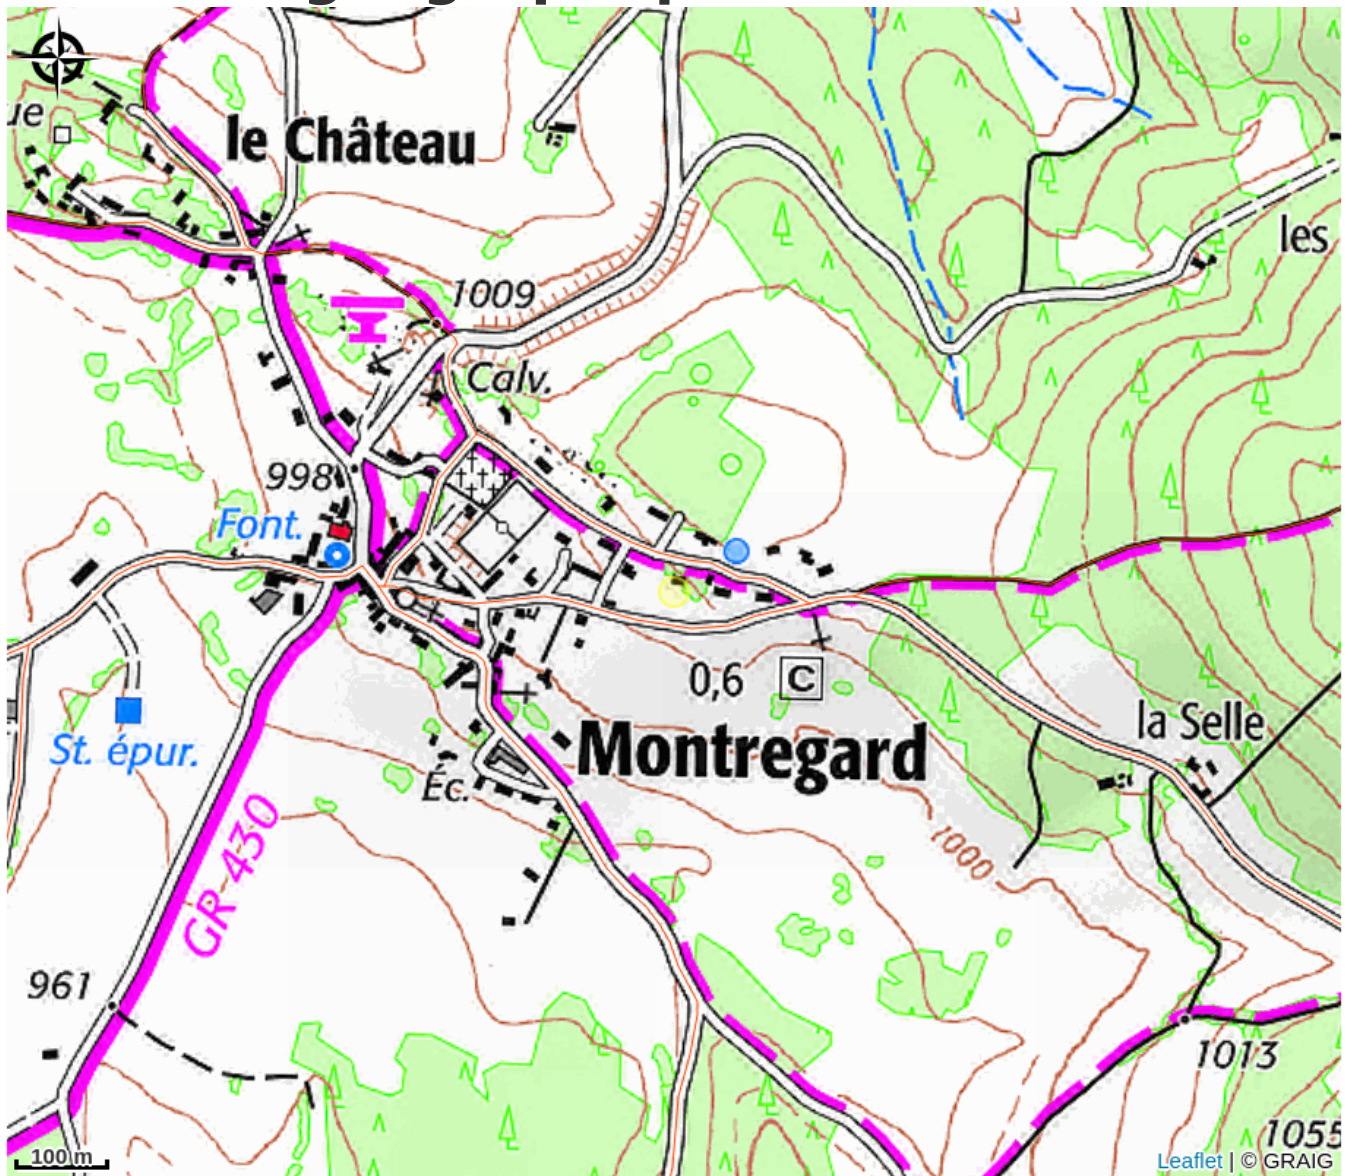 le Château
les
1009
Calv.
998
Font.
0,6 C
la Selle
St. épur.
Montregard
Éc.
GR 430
1000
961
1013
1055
100 m
Leaflet | © GRAIG